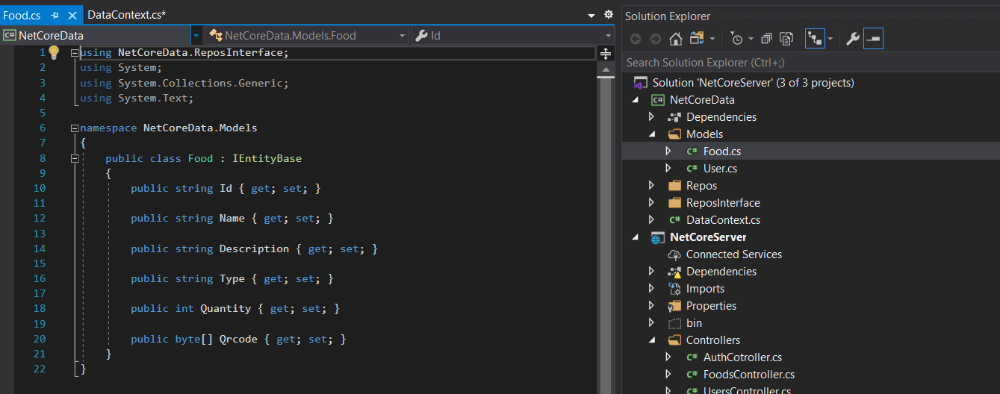 Food.cs
DataContext.cs*
NetCoreData
NetCoreData.Models.Food
Id
1 using NetCoreData.ReposInterface;
2 using System;
3 using System.Collections.Generic;
4 using System.Text;
5
6 namespace NetCoreData.Models
7 {
8 public class Food : IEntityBase
9 {
10 public string Id { get; set; }
11
12 public string Name { get; set; }
13
14 public string Description { get; set; }
15
16 public string Type { get; set; }
17
18 public int Quantity { get; set; }
19
20 public byte[] Qrcode { get; set; }
21 }
22 }
Solution Explorer
Search Solution Explorer (Ctrl+;)
Solution 'NetCoreServer' (3 of 3 projects)
C# NetCoreData
Dependencies
Models
C# Food.cs
C# User.cs
Repos
ReposInterface
C# DataContext.cs
NetCoreServer
Connected Services
Dependencies
Imports
Properties
bin
Controllers
C# AuthCotroller.cs
C# FoodsController.cs
C# UsersController.cs